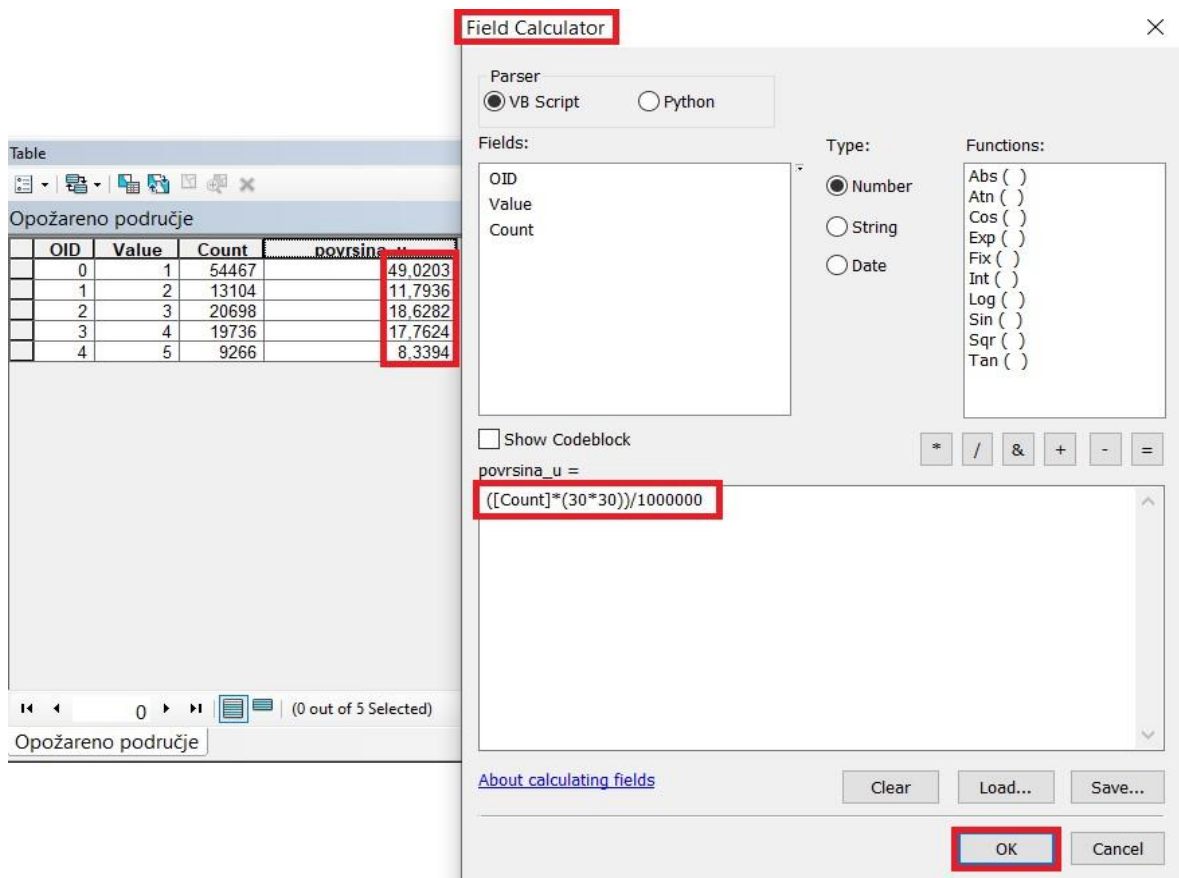 Field Calculator
Parser
VB Script Python
Fields:
OID
Value
Count
Type:
Number
String
Date
Functions:
Abs ( )
Atn ( )
Cos ( )
Exp ( )
Fix ( )
Int ( )
Log ( )
Sin ( )
Sqr ( )
Tan ( )
Show Codeblock
* / & + - =
povrsina_u =
([Count]*(30*30))/1000000
About calculating fields
Clear Load... Save...
OK Cancel
Table
Opožareno područje
OID Value Count povrsina_u
0 1 54467 49,0203
1 2 13104 11,7936
2 3 20698 18,6282
3 4 19736 17,7624
4 5 9266 8,3394
0 (0 out of 5 Selected)
Opožareno područje